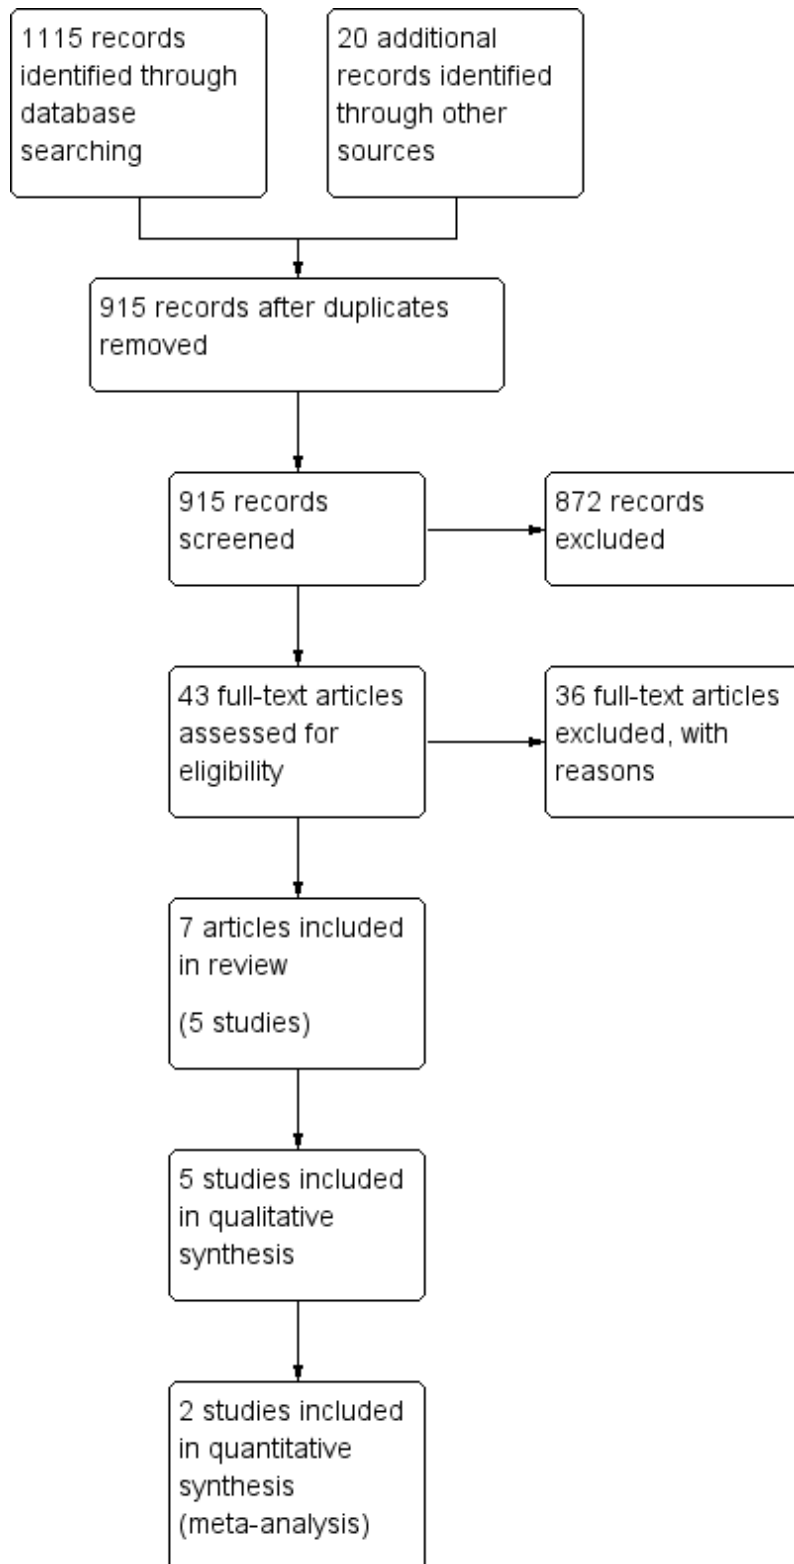 1115 records
identified through
database
searching
20 additional
records identified
through other
sources
915 records after duplicates
removed
915 records
screened
872 records
excluded
43 full-text articles
assessed for
eligibility
36 full-text articles
excluded, with
reasons
7 articles included
in review
(5 studies)
5 studies included
in qualitative
synthesis
2 studies included
in quantitative
synthesis
(meta-analysis)